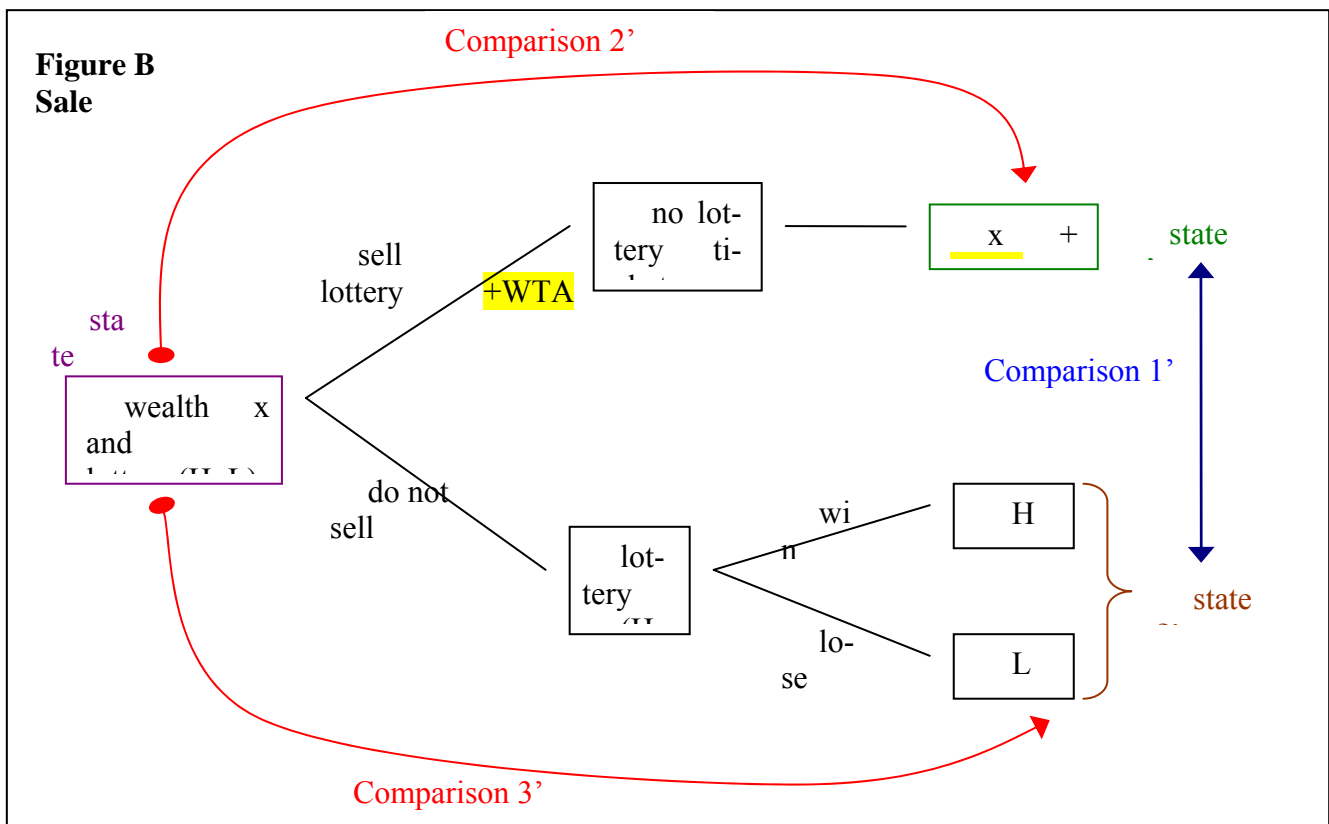 Figure B
Sale
Comparison 2’
no lot-
tery ti-
x +
state
sell
lottery
+WTA
sta
te
Comparison 1’
wealth x
and
do not
sell
wi
n
H
lot-
tery
state
lo-
se
L
Comparison 3’